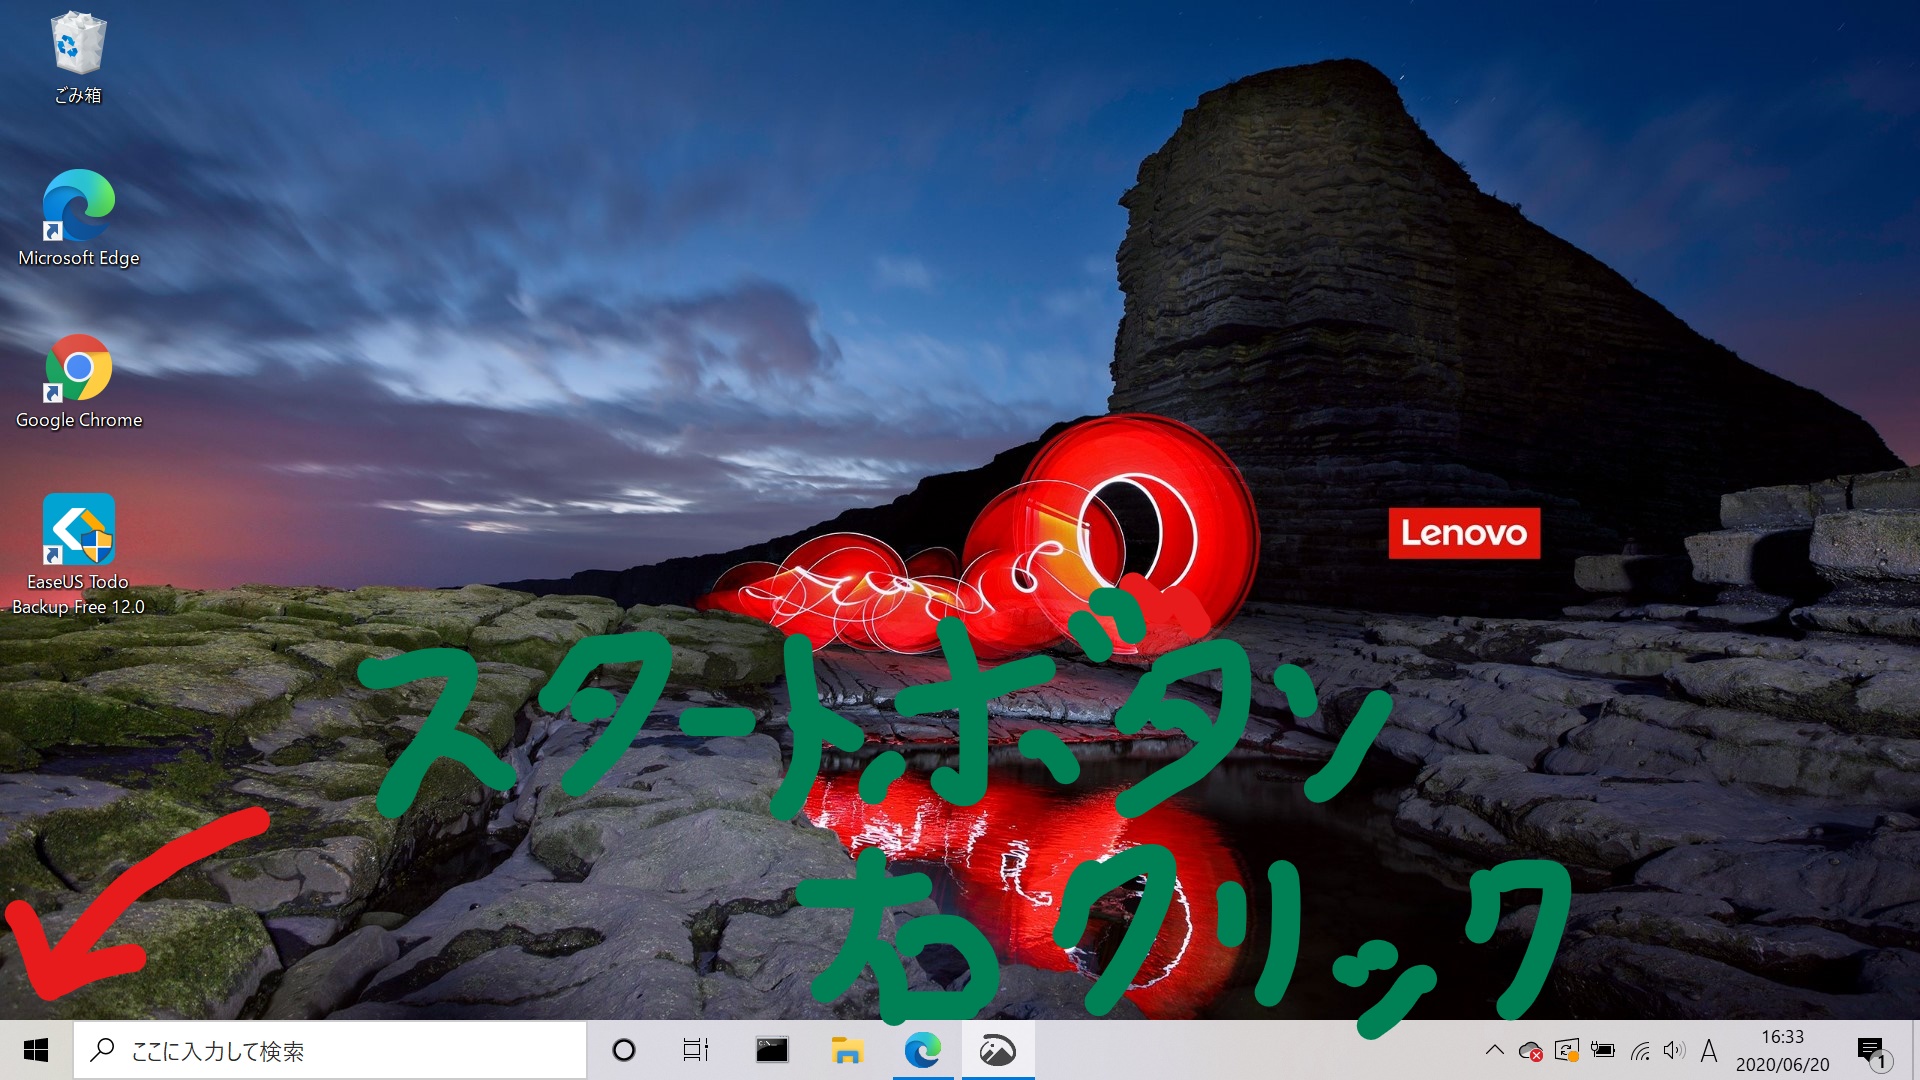 ごみ箱
Microsoft Edge
Google Chrome
EaseUS Todo
Backup Free 12.0
Lenovo
スタートボタン
右クリック
ここに入力して検索
A
16:33
2020/06/20
1